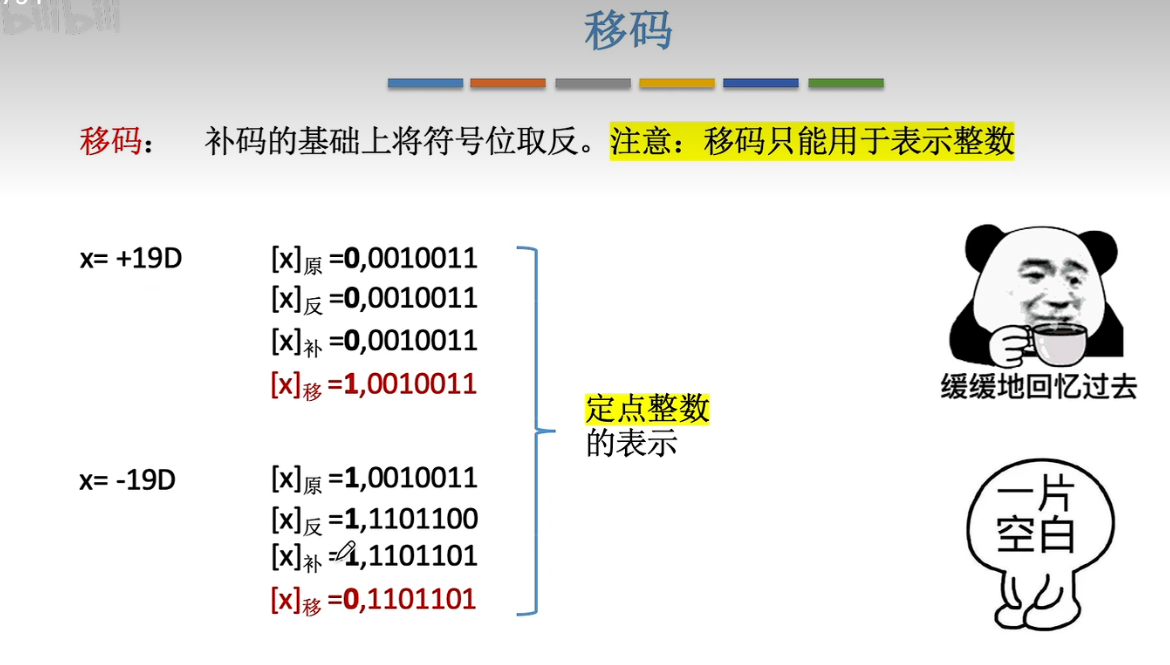 bilibili
移码
移码： 补码的基础上将符号位取反。注意：移码只能用于表示整数
x= +19D
[x]原 =0,0010011
[x]反 =0,0010011
[x]补 =0,0010011
[x]移 =1,0010011
x= -19D
[x]原 =1,0010011
[x]反 =1,1101100
[x]补 =1,1101101
[x]移 =0,1101101
定点整数
的表示
缓缓地回忆过去
一片
空白